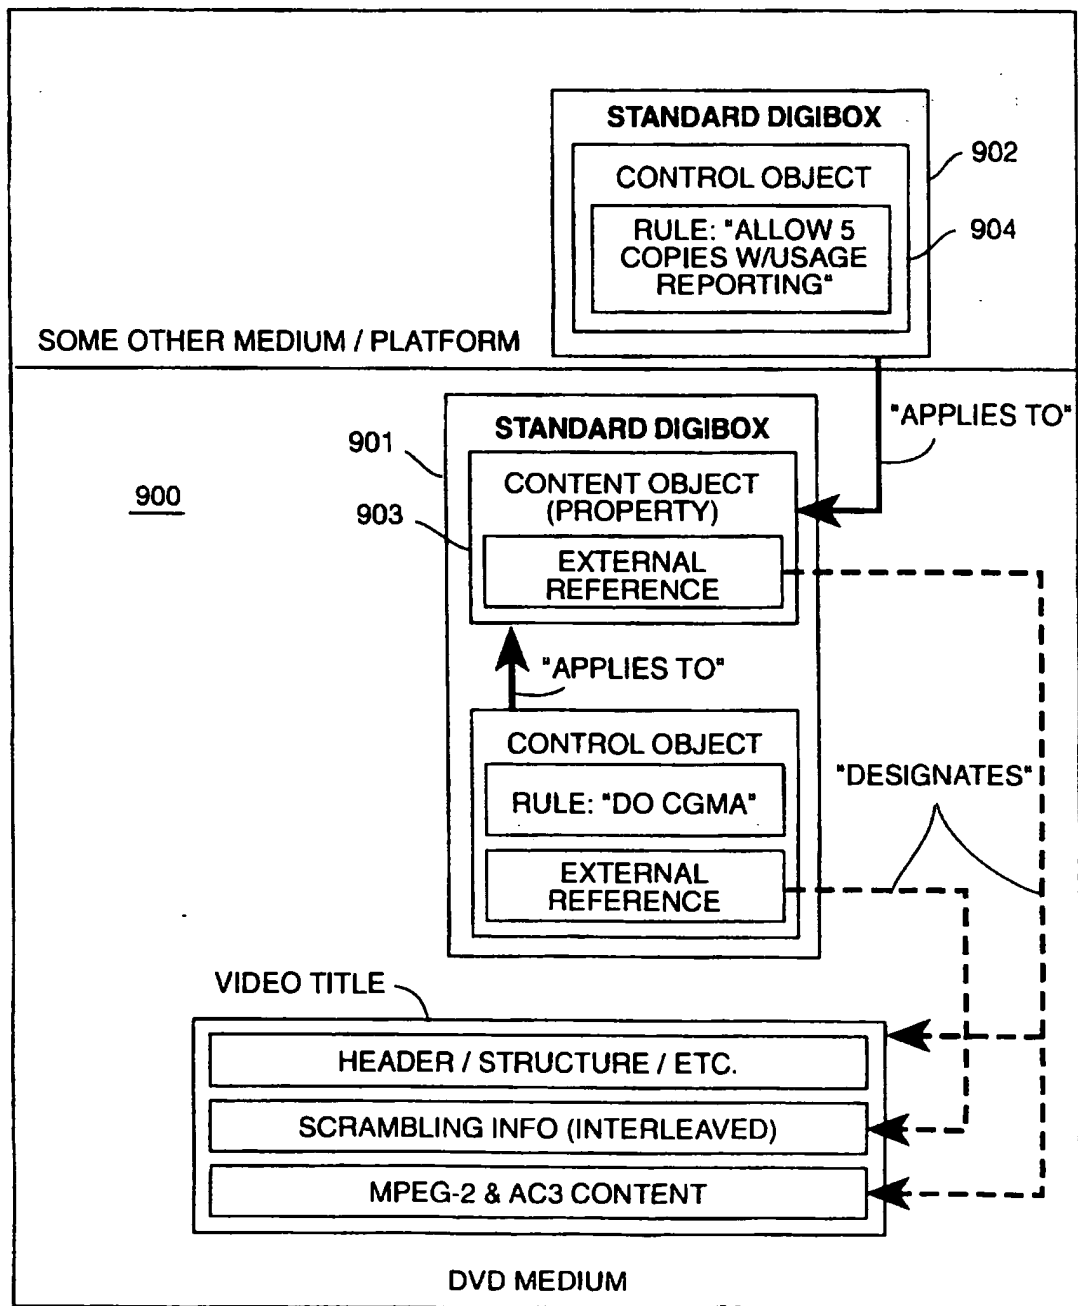 STANDARD DIGIBOX
902
CONTROL OBJECT
RULE: "ALLOW 5
COPIES W/USAGE
REPORTING"
904
SOME OTHER MEDIUM / PLATFORM
"APPLIES TO"
901
STANDARD DIGIBOX
900
CONTENT OBJECT
(PROPERTY)
903
EXTERNAL
REFERENCE
"APPLIES TO"
CONTROL OBJECT
"DESIGNATES"
RULE: "DO CGMA"
EXTERNAL
REFERENCE
VIDEO TITLE
HEADER / STRUCTURE / ETC.
SCRAMBLING INFO (INTERLEAVED)
MPEG-2 & AC3 CONTENT
DVD MEDIUM